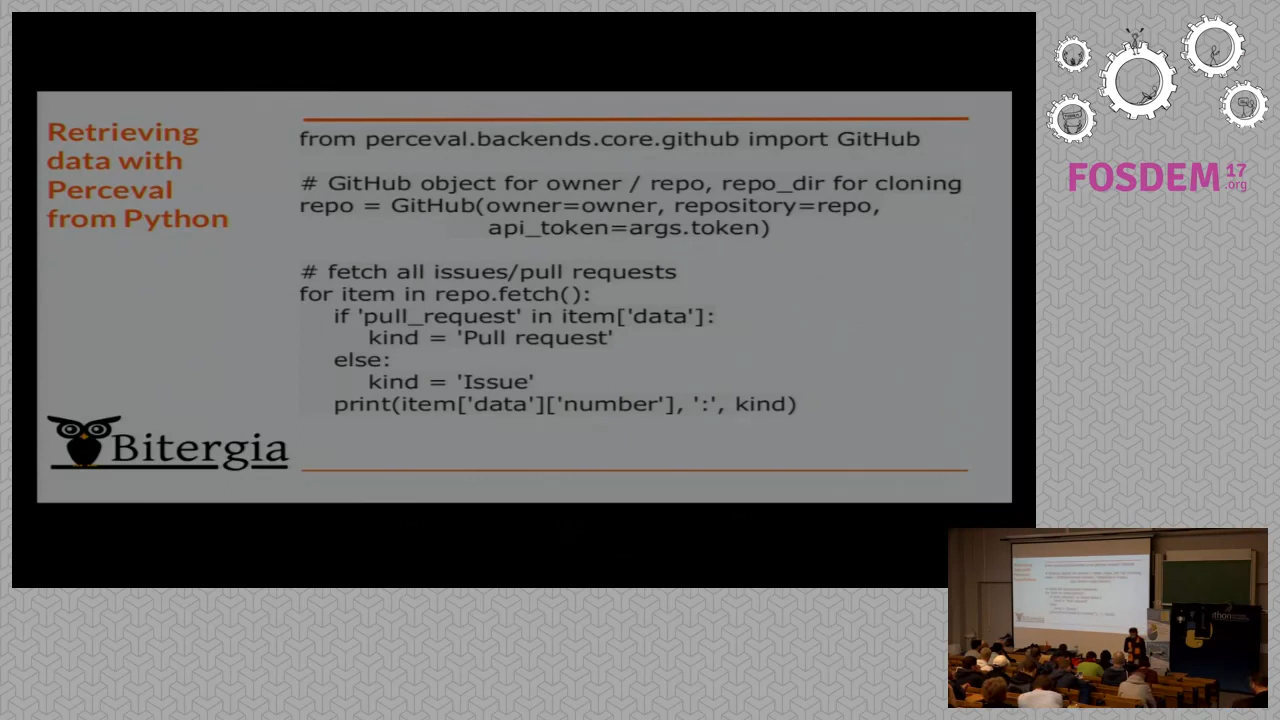 Retrieving
data with
Perceval
from Python
from perceval.backends.core.github import GitHub
# GitHub object for owner / repo, repo_dir for cloning
repo = GitHub(owner=owner, repository=repo,
api_token=args.token)
# fetch all issues/pull requests
for item in repo.fetch():
if 'pull_request' in item['data']:
kind = 'Pull request'
else:
kind = 'Issue'
print(item['data']['number'], ':', kind)
Bitergia
FOSDEM 17
.org